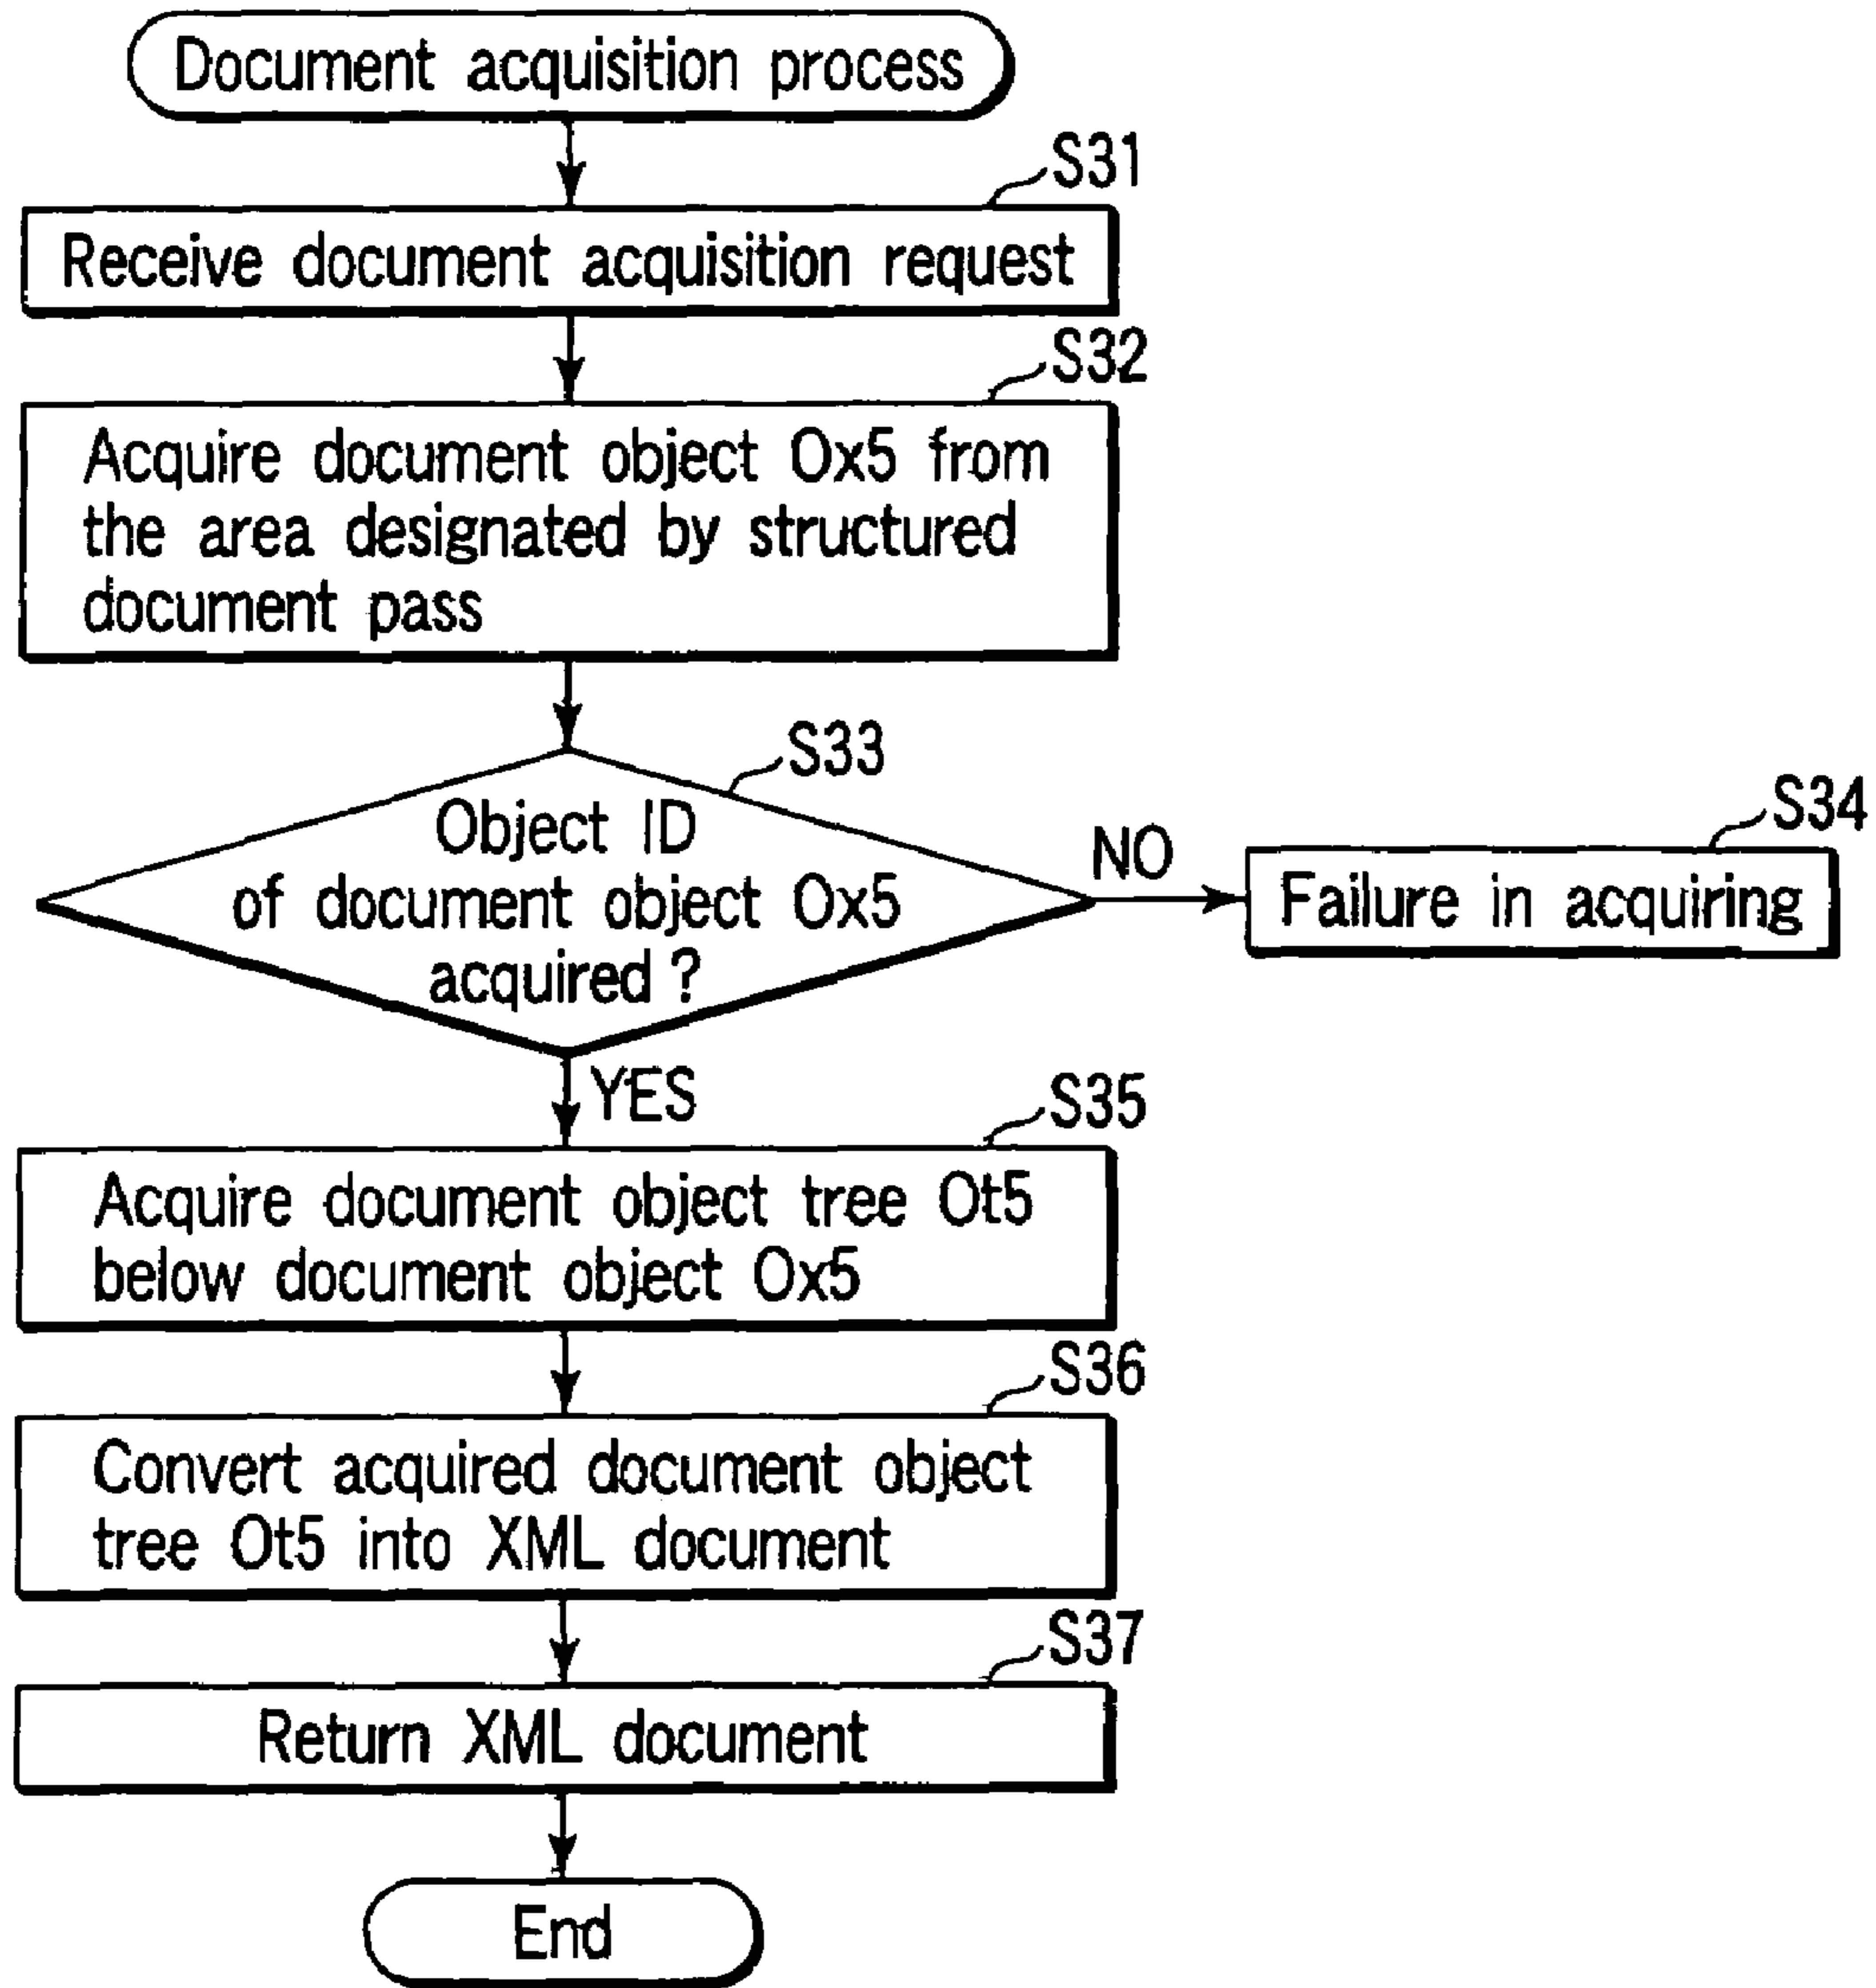 Document acquisition process
S31
Receive document acquisition request
S32
Acquire document object Ox5 from
the area designated by structured
document pass
S33
Object ID
of document object Ox5
acquired ?
NO
S34
Failure in acquiring
YES
S35
Acquire document object tree Ot5
below document object Ox5
S36
Convert acquired document object
tree Ot5 into XML document
S37
Return XML document
End